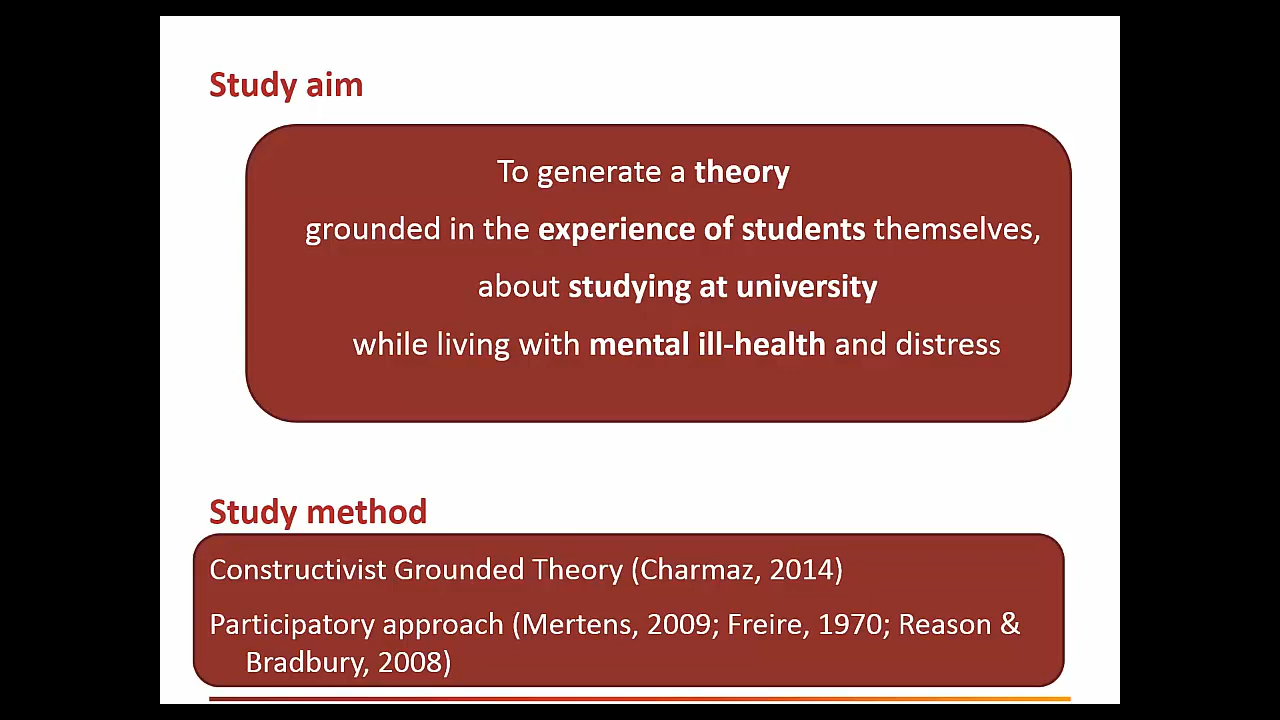 Study aim
To generate a theory
grounded in the experience of students themselves,
about studying at university
while living with mental ill-health and distress
Study method
Constructivist Grounded Theory (Charmaz, 2014)
Participatory approach (Mertens, 2009; Freire, 1970; Reason &
Bradbury, 2008)